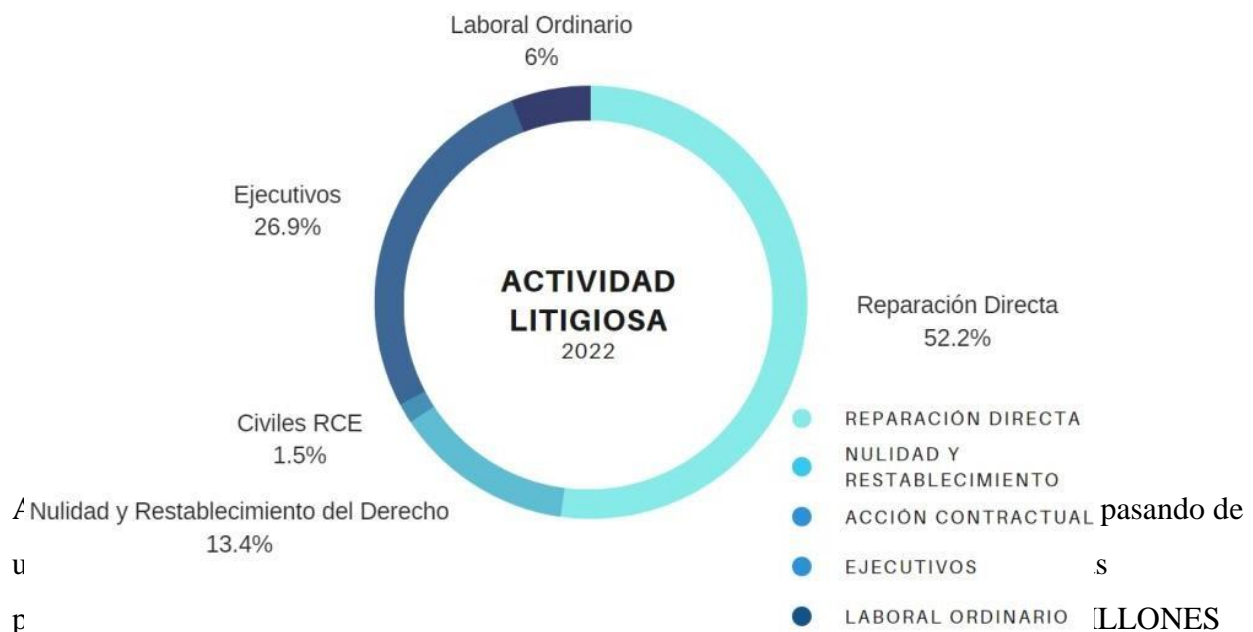 Laboral Ordinario
6%
Ejecutivos
26.9%
ACTIVIDAD
LITIGIOSA
2022
Reparación Directa
52.2%
Civiles RCE
1.5%
Nulidad y Restablecimiento del Derecho
13.4%
REPARACIÓN DIRECTA
NULIDAD Y
RESTABLECIMIENTO
ACCIÓN CONTRACTUAL
EJECUTIVOS
LABORAL ORDINARIO
pasando de